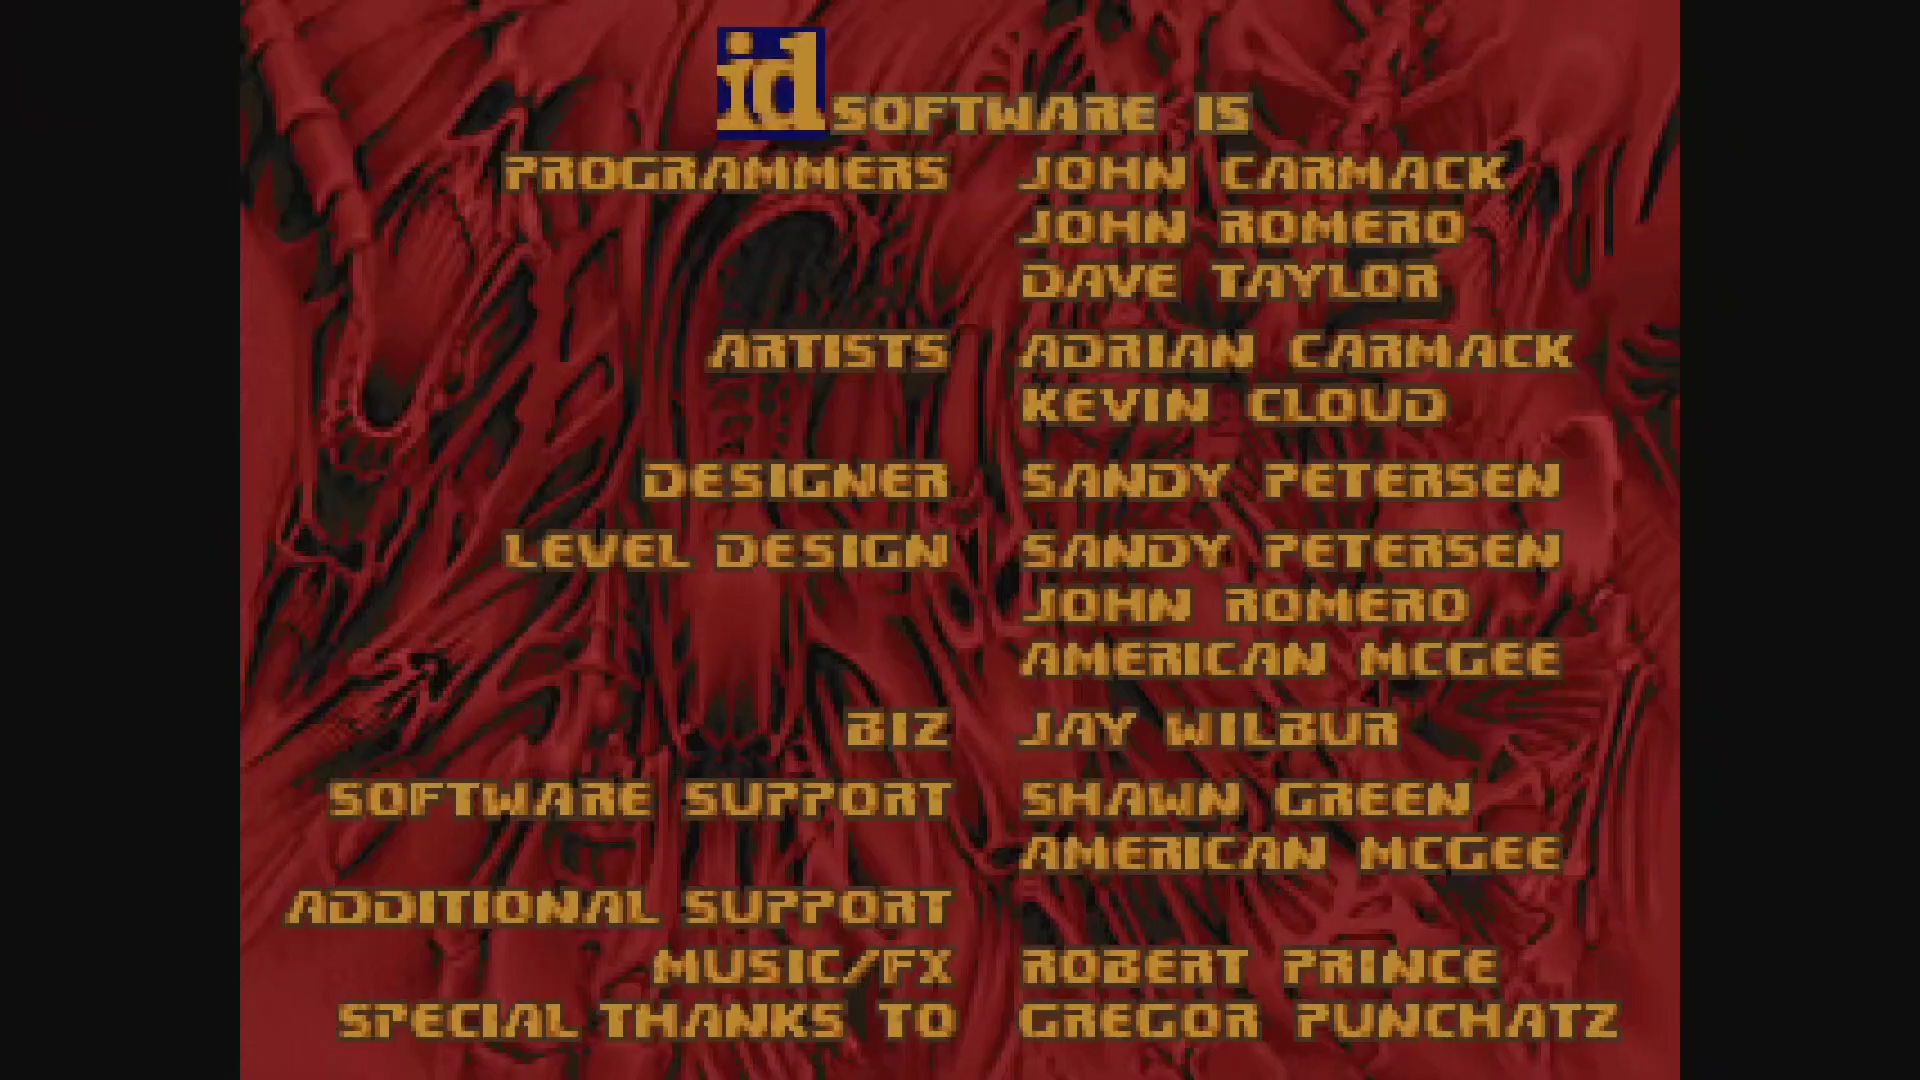 id SOFTWARE IS
PROGRAMMERS JOHN CARMACK
JOHN ROMERO
DAVE TAYLOR
ARTISTS ADRIAN CARMACK
KEVIN CLOUD
DESIGNER SANDY PETERSEN
LEVEL DESIGN SANDY PETERSEN
JOHN ROMERO
AMERICAN MCGEE
BIZ JAY WILBUR
SOFTWARE SUPPORT SHAWN GREEN
AMERICAN MCGEE
ADDITIONAL SUPPORT
MUSIC/FX ROBERT PRINCE
SPECIAL THANKS TO GREGOR PUNCHATZ